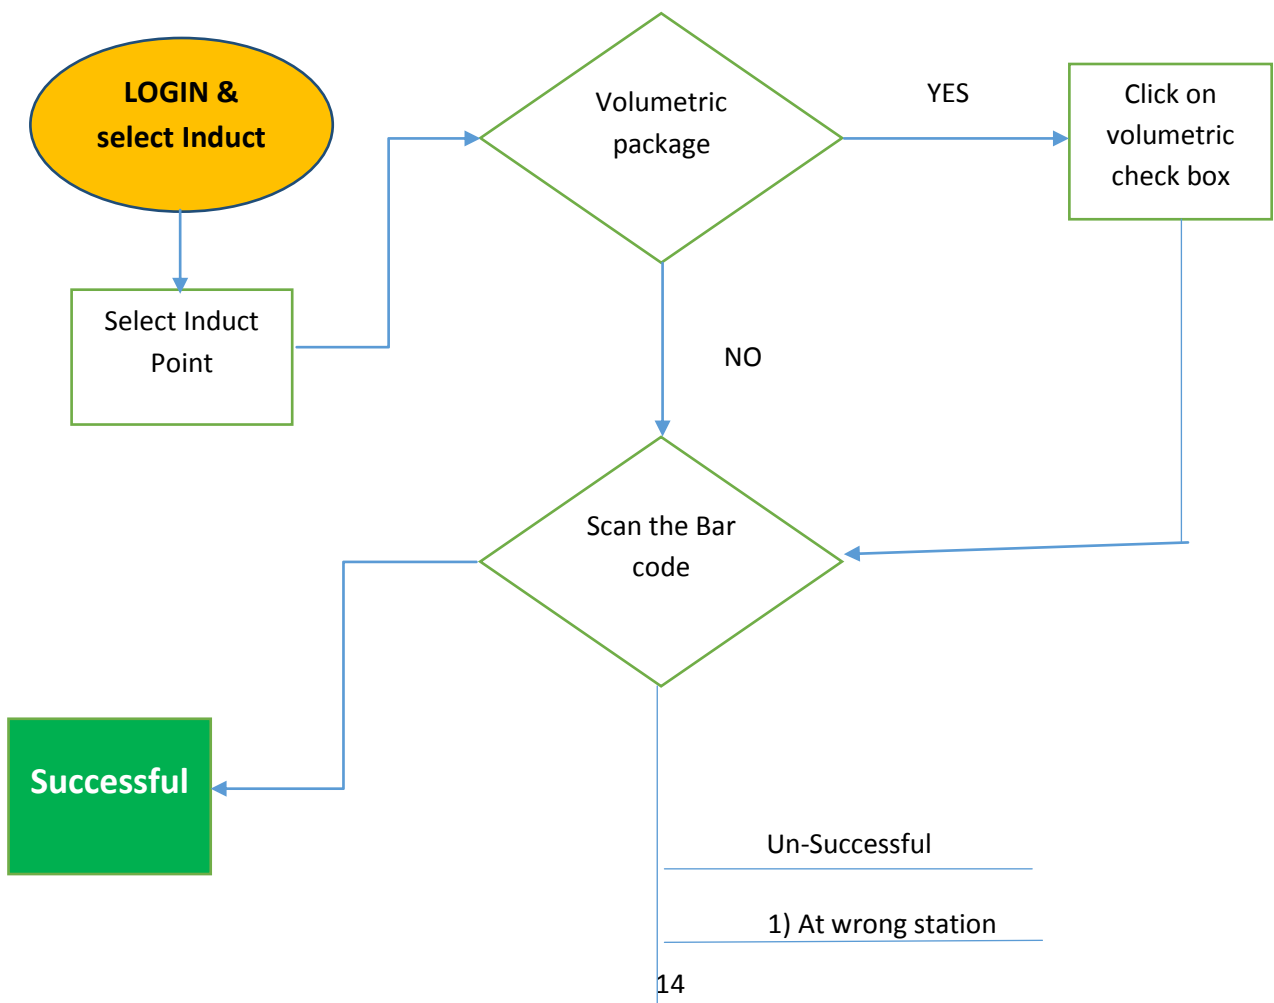 LOGIN &
select Induct
Select Induct
Point
Volumetric
package
YES
Click on
volumetric
check box
NO
Scan the Bar
code
Successful
Un-Successful
1) At wrong station
14